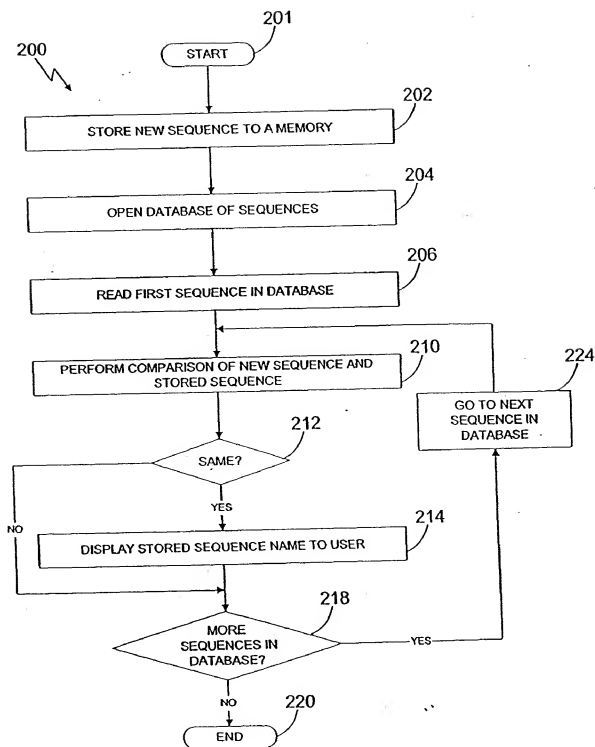 201
200
START
202
STORE NEW SEQUENCE TO A MEMORY
204
OPEN DATABASE OF SEQUENCES
206
READ FIRST SEQUENCE IN DATABASE
210
PERFORM COMPARISON OF NEW SEQUENCE AND
STORED SEQUENCE
224
GO TO NEXT
SEQUENCE IN
DATABASE
212
SAME?
YES
NO
214
DISPLAY STORED SEQUENCE NAME TO USER
218
MORE
SEQUENCES IN
DATABASE?
YES
NO
220
END